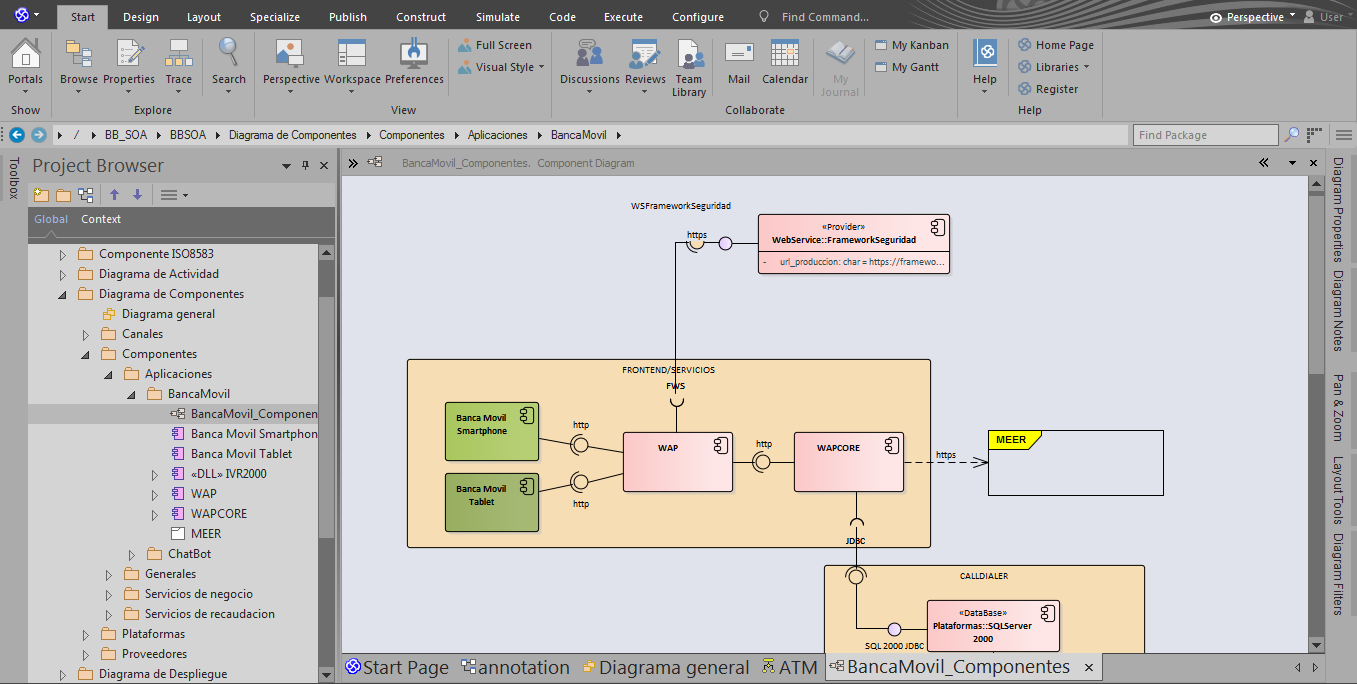 Start Design Layout Specialize Publish Construct Simulate Code Execute Configure Find Command... Perspective User
Portals Browse Properties Trace Search Perspective Workspace Preferences Full Screen Discussions Reviews Team Library Mail Calendar My Journal My Kanban Help Home Page
Visual Style My Gantt Libraries
Register
Show Explore View Collaborate Help
/ BB_SOA BBSOA Diagrama de Componentes Componentes Aplicaciones BancaMovil Find Package
Toolbox
Project Browser
Global Context
Componente ISO8583
Diagrama de Actividad
Diagrama de Componentes
Diagrama general
Canales
Componentes
Aplicaciones
BancaMovil
BancaMovil_Componen
Banca Movil Smartphon
Banca Movil Tablet
«DLL» IVR2000
WAP
WAPCORE
MEER
ChatBot
Generales
Servicios de negocio
Servicios de recaudacion
Plataformas
Proveedores
Diagrama de Despliegue
BancaMovil_Componentes. Component Diagram
WSFrameworkSeguridad
https
«Provider»
WebService::FrameworkSeguridad
- url_produccion: char = https://framewo...
FRONTEND/SERVICIOS
FWS
Banca Movil
Smartphone
http
Banca Movil
Tablet
http
WAP
http
WAPCORE
https
MEER
JDBC
CALLDIALER
«DataBase»
Plataformas::SQLServer
2000
SQL 2000 JDBC
Diagram Properties
Diagram Notes
Pan & Zoom
Layout Tools
Diagram Filters
Start Page annotation Diagrama general ATM BancaMovil_Componentes